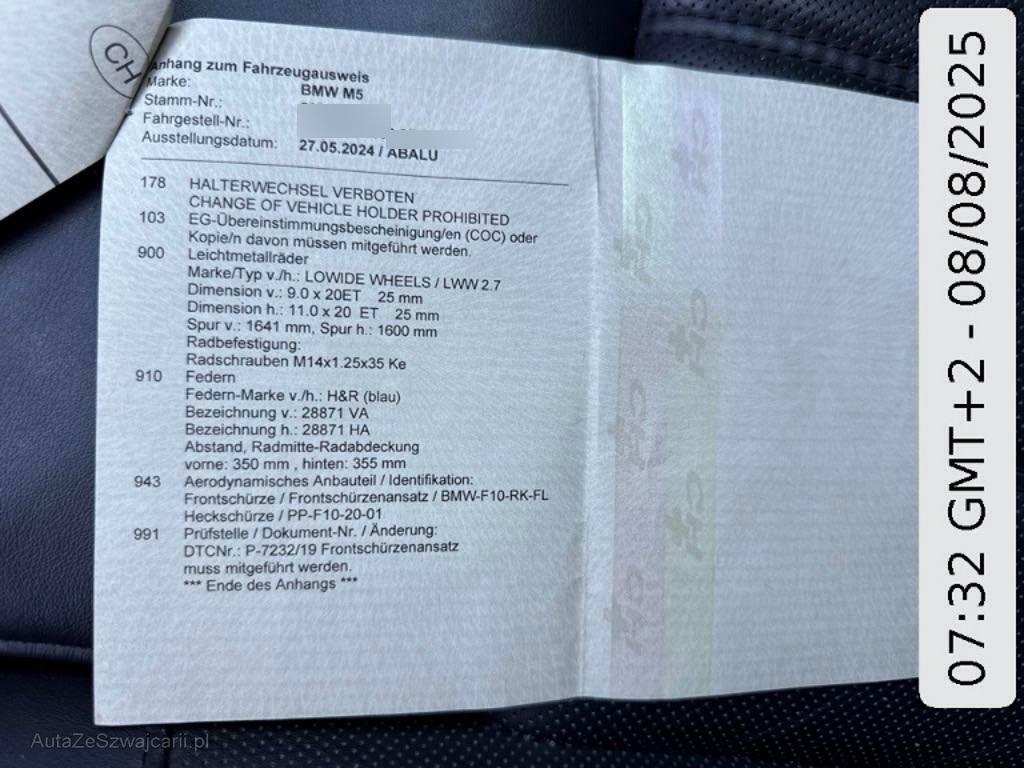 CH
Anhang zum Fahrzeugausweis
Marke: BMW M5
Stamm-Nr.:
Fahrgestell-Nr.:
Ausstellungsdatum: 27.05.2024 / ABALU
178 HALTERWECHSEL VERBOTEN
CHANGE OF VEHICLE HOLDER PROHIBITED
103 EG-Übereinstimmungsbescheinigung/en (COC) oder
Kopie/n davon müssen mitgeführt werden.
900 Leichtmetallräder
Marke/Typ v./h.: LOWIDE WHEELS / LWW 2.7
Dimension v.: 9.0 x 20ET 25 mm
Dimension h.: 11.0 x 20 ET 25 mm
Spur v.: 1641 mm, Spur h.: 1600 mm
Radbefestigung:
Radschrauben M14x1.25x35 Ke
910 Federn
Federn-Marke v./h.: H&R (blau)
Bezeichnung v.: 28871 VA
Bezeichnung h.: 28871 HA
Abstand, Radmitte-Radabdeckung
vorne: 350 mm , hinten: 355 mm
943 Aerodynamisches Anbauteil / Identifikation:
Frontschürze / Frontschürzenansatz / BMW-F10-RK-FL
Heckschürze / PP-F10-20-01
991 Prüfstelle / Dokument-Nr. / Änderung:
DTCNr.: P-7232/19 Frontschürzenansatz
muss mitgeführt werden.
*** Ende des Anhangs ***
CH
CH
CH
CH
CH
CH
07:32 GMT+2 - 08/08/2025
AutaZeSzwajcarii.pl